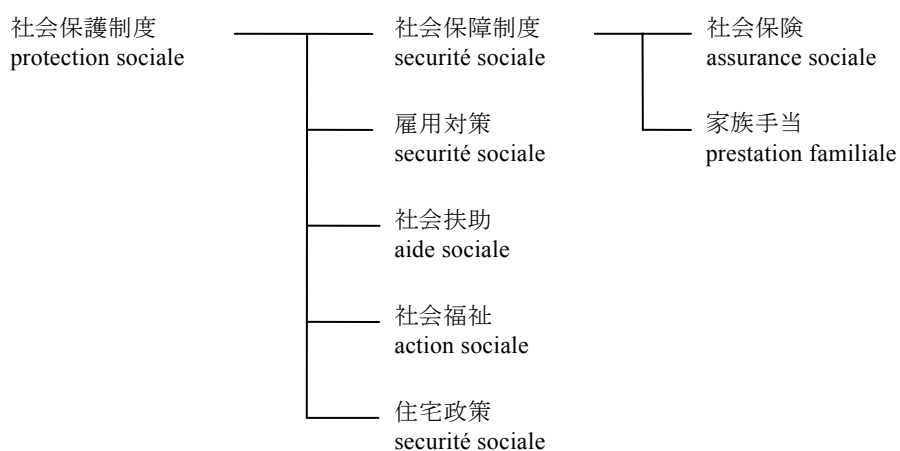 社会保護制度
protection sociale
社会保障制度
securité sociale
社会保険
assurance sociale
家族手当
prestation familiale
雇用対策
securité sociale
社会扶助
aide sociale
社会福祉
action sociale
住宅政策
securité sociale